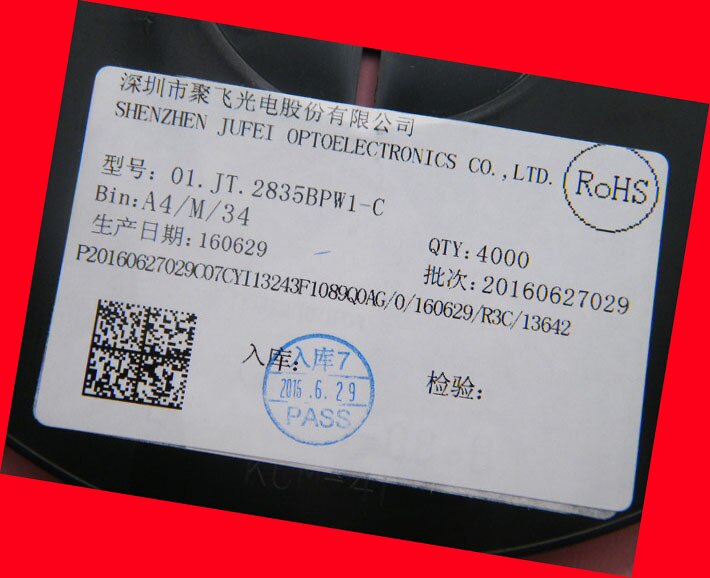 深圳市聚飞光电股份有限公司
SHENZHEN JUFEI OPTOELECTRONICS CO.,LTD.
RoHS
型号: 01.JT.2835BPW1-C
Bin:A4/M/34
生产日期:160629
QTY:4000
批次:20160627029
P20160627029C07CYI13243F1089Q0AG/0/160629/R3C/13642
入库:
入库7
2015.6.29
PASS
检验: